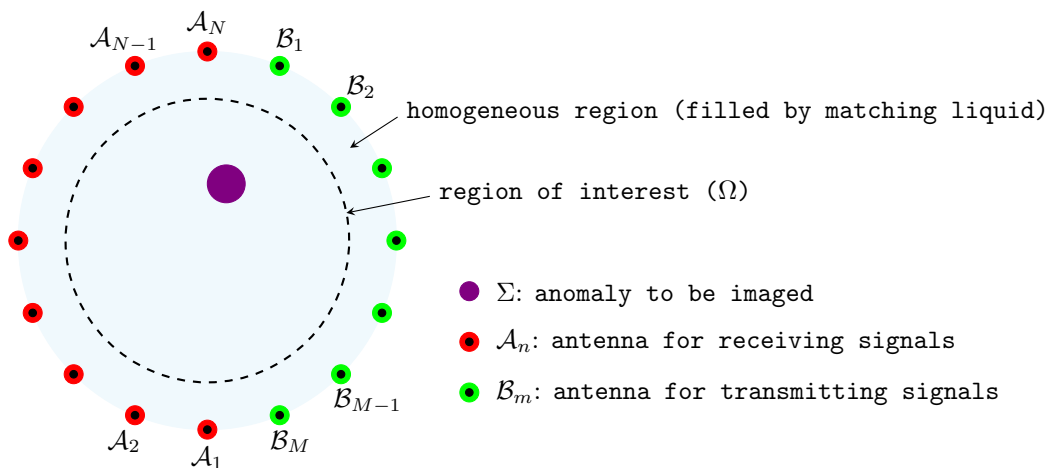 𝒜_N
𝒜_{N−1}
ℬ_1
ℬ_2
homogeneous region (filled by matching liquid)
region of interest (Ω)
Σ: anomaly to be imaged
𝒜_n: antenna for receiving signals
ℬ_m: antenna for transmitting signals
ℬ_{M−1}
𝒜_2
ℬ_M
𝒜_1